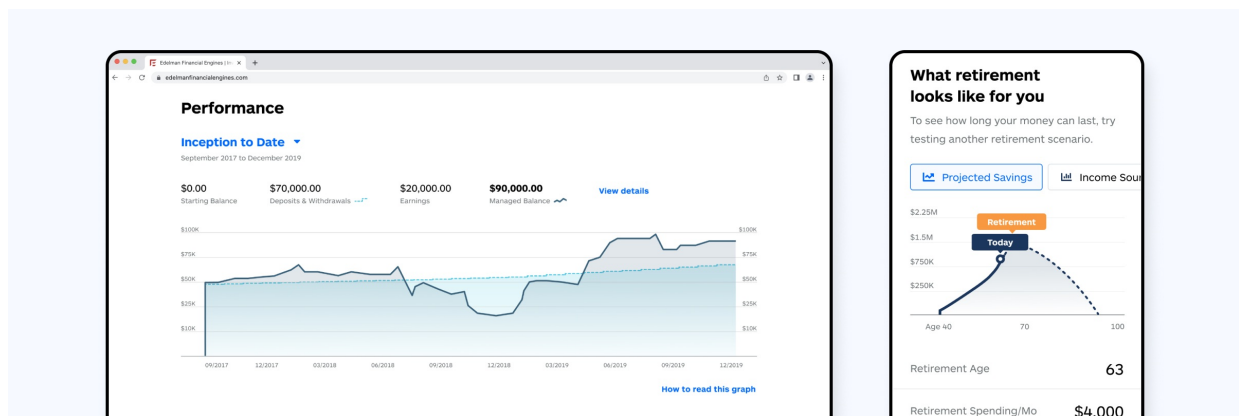 Edelman Financial Engines | In
edelmanfinancialengines.com
Performance
Inception to Date
September 2017 to December 2019
$0.00
Starting Balance
$70,000.00
Deposits & Withdrawals
$20,000.00
Earnings
$90,000.00
Managed Balance
View details
$100K $100K
$75K $75K
$50K $50K
$25K $25K
$10K $10K
09/2017 12/2017 03/2018 06/2018 09/2018 12/2018 03/2019 06/2019 09/2019 12/2019
How to read this graph
What retirement
looks like for you
To see how long your money can last, try
testing another retirement scenario.
Projected Savings
Income Sour
$2.25M
Retirement
$1.5M
Today
$750K
$250K
Age 40 70 100
Retirement Age 63
Retirement Spending/Mo $4,000